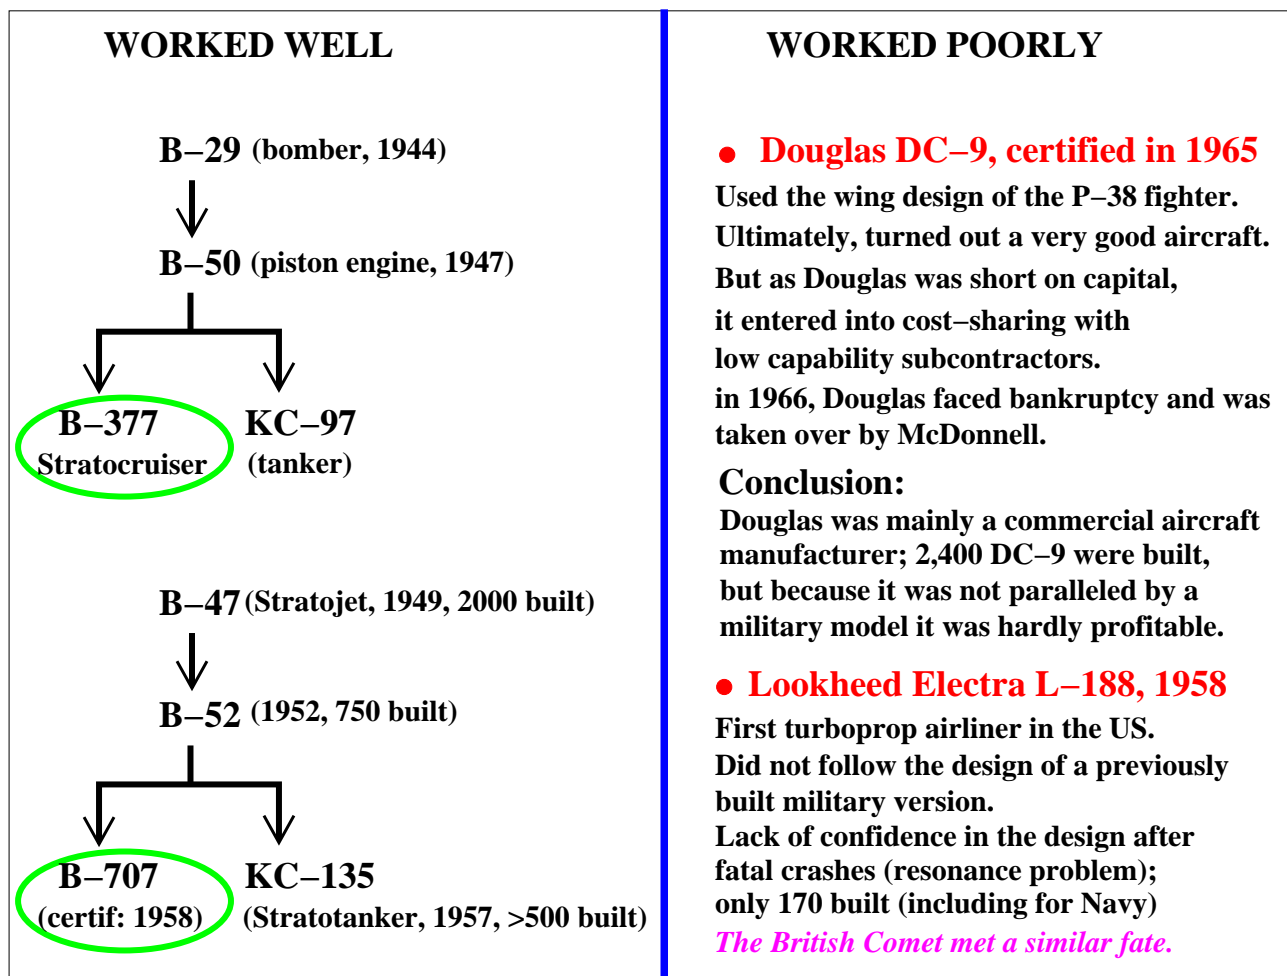 WORKED WELL
B−29 (bomber, 1944)
B−50 (piston engine, 1947)
B−377
Stratocruiser
KC−97
(tanker)
B−47 (Stratojet, 1949, 2000 built)
B−52 (1952, 750 built)
B−707
(certif: 1958)
KC−135
(Stratotanker, 1957, >500 built)
WORKED POORLY
• Douglas DC−9, certified in 1965
Used the wing design of the P−38 fighter.
Ultimately, turned out a very good aircraft.
But as Douglas was short on capital,
it entered into cost−sharing with
low capability subcontractors.
in 1966, Douglas faced bankruptcy and was
taken over by McDonnell.
Conclusion:
Douglas was mainly a commercial aircraft
manufacturer; 2,400 DC−9 were built,
but because it was not paralleled by a
military model it was hardly profitable.
• Lookheed Electra L−188, 1958
First turboprop airliner in the US.
Did not follow the design of a previously
built military version.
Lack of confidence in the design after
fatal crashes (resonance problem);
only 170 built (including for Navy)
The British Comet met a similar fate.